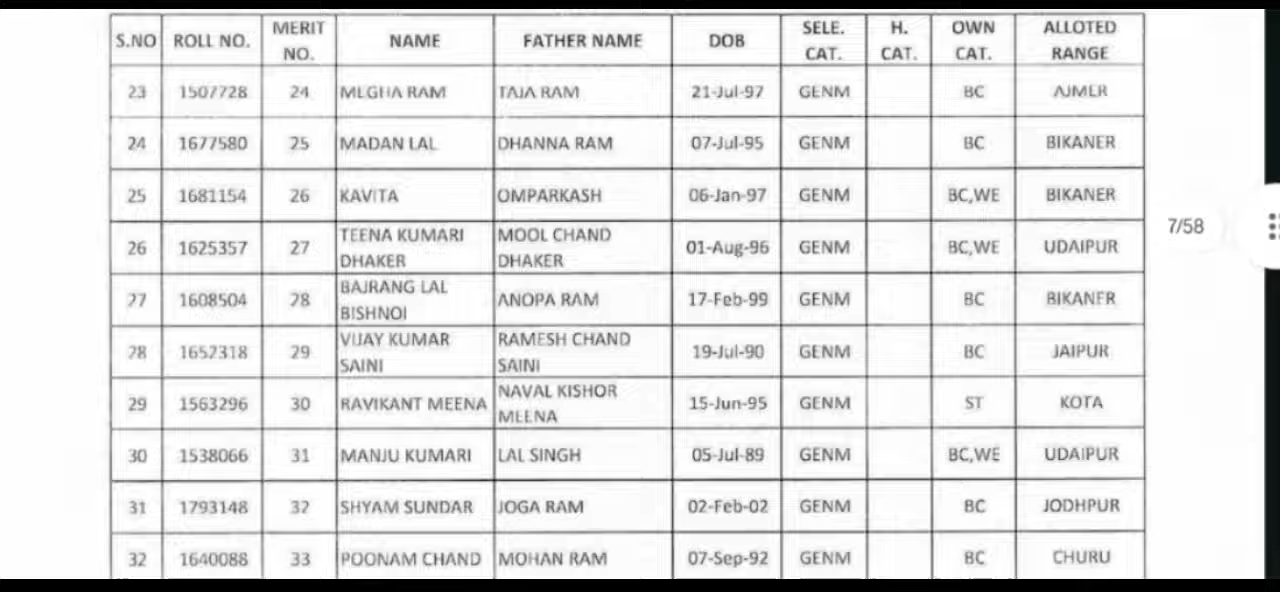 S.NO ROLL NO. MERIT NO. NAME FATHER NAME DOB SELE. CAT. H. CAT. OWN CAT. ALLOTED RANGE
23 1507728 24 MEGHA RAM TAJA RAM 21-Jul-97 GENM BC AJMER
24 1677580 25 MADAN LAL DHANNA RAM 07-Jul-95 GENM BC BIKANER
25 1681154 26 KAVITA OMPARKASH 06-Jan-97 GENM BC,WE BIKANER
26 1625357 27 TEENA KUMARI DHAKER MOOL CHAND DHAKER 01-Aug-96 GENM BC,WE UDAIPUR
27 1608504 28 BAJRANG LAL BISHNOI ANOPA RAM 17-Feb-99 GENM BC BIKANER
28 1652318 29 VIJAY KUMAR SAINI RAMESH CHAND SAINI 19-Jul-90 GENM BC JAIPUR
29 1563296 30 RAVIKANT MEENA NAVAL KISHOR MEENA 15-Jun-95 GENM ST KOTA
30 1538066 31 MANJU KUMARI LAL SINGH 05-Jul-89 GENM BC,WE UDAIPUR
31 1793148 32 SHYAM SUNDAR JOGA RAM 02-Feb-02 GENM BC JODHPUR
32 1640088 33 POONAM CHAND MOHAN RAM 07-Sep-92 GENM BC CHURU
7/58